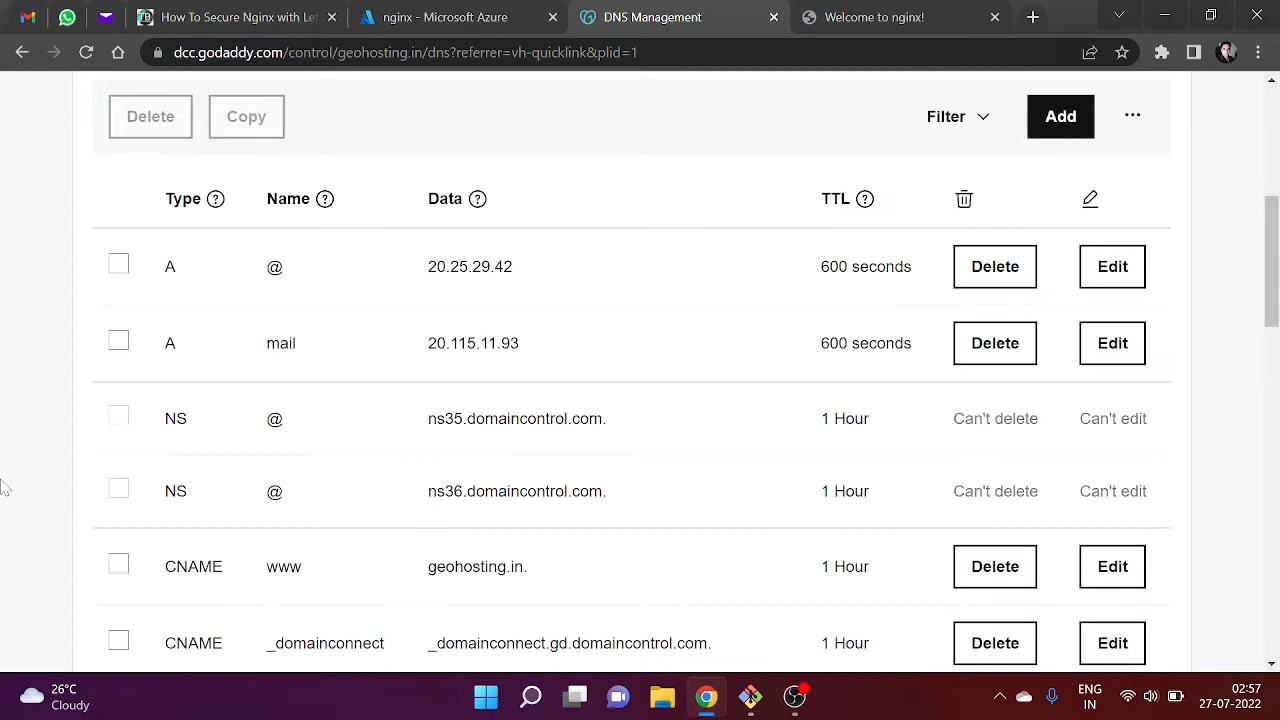 How To Secure Nginx with Let
nginx - Microsoft Azure
DNS Management
Welcome to nginx!
dcc.godaddy.com/control/geohosting.in/dns?referrer=vh-quicklink&plid=1
Delete Copy Filter Add
Type Name Data TTL
A @ 20.25.29.42 600 seconds Delete Edit
A mail 20.115.11.93 600 seconds Delete Edit
NS @ ns35.domaincontrol.com. 1 Hour Can't delete Can't edit
NS @ ns36.domaincontrol.com. 1 Hour Can't delete Can't edit
CNAME www geohosting.in. 1 Hour Delete Edit
CNAME _domainconnect _domainconnect.gd.domaincontrol.com. 1 Hour Delete Edit
26°C
Cloudy
ENG
IN
02:57
27-07-2022